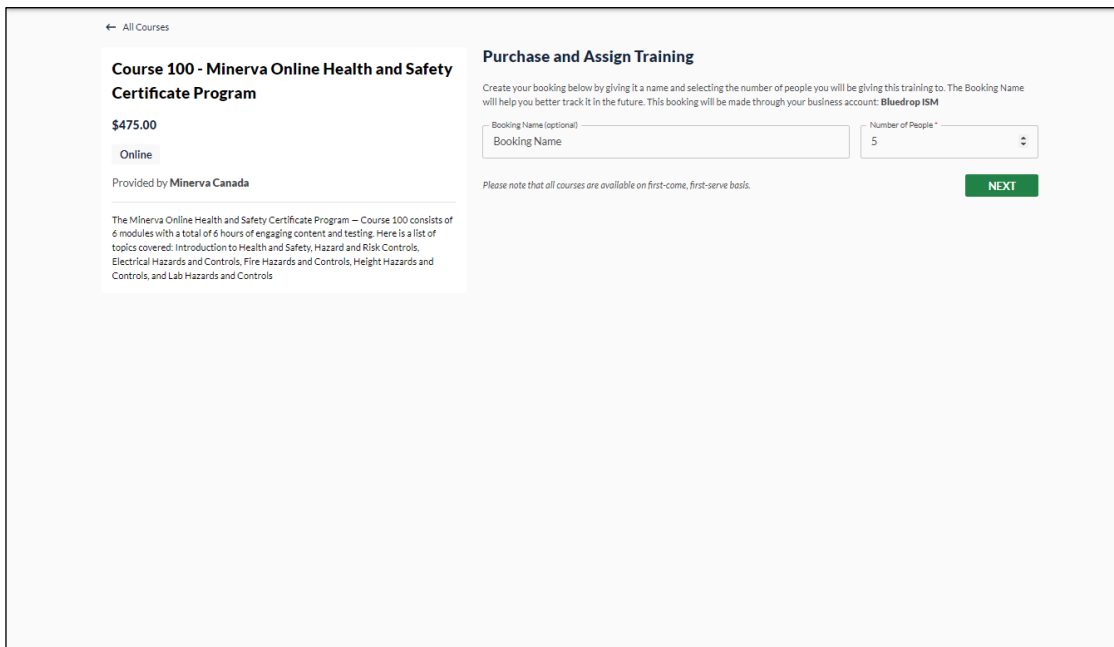 ← All Courses
Course 100 - Minerva Online Health and Safety
Certificate Program
$475.00
Online
Provided by Minerva Canada
The Minerva Online Health and Safety Certificate Program — Course 100 consists of
6 modules with a total of 6 hours of engaging content and testing. Here is a list of
topics covered: Introduction to Health and Safety, Hazard and Risk Controls,
Electrical Hazards and Controls, Fire Hazards and Controls, Height Hazards and
Controls, and Lab Hazards and Controls
Purchase and Assign Training
Create your booking below by giving it a name and selecting the number of people you will be giving this training to. The Booking Name
will help you better track it in the future. This booking will be made through your business account: Bluedrop ISM
Booking Name (optional)
Booking Name
Number of People *
5
Please note that all courses are available on first-come, first-serve basis.
NEXT